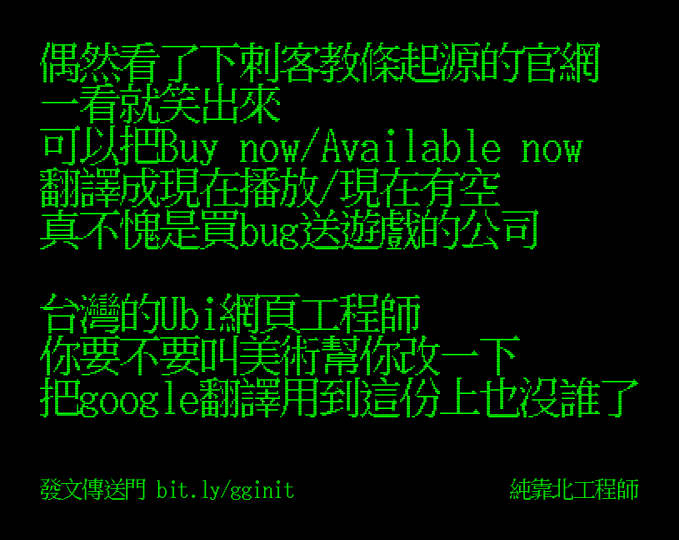 偶然看了下刺客教條起源的官網
一看就笑出來
可以把Buy now/Available now
翻譯成現在播放/現在有空
真不愧是買bug送遊戲的公司
台灣的Ubi網頁工程師
你要不要叫美術幫你改一下
把google翻譯用到這份上也沒誰了
發文傳送門 bit.ly/gginit
純靠北工程師